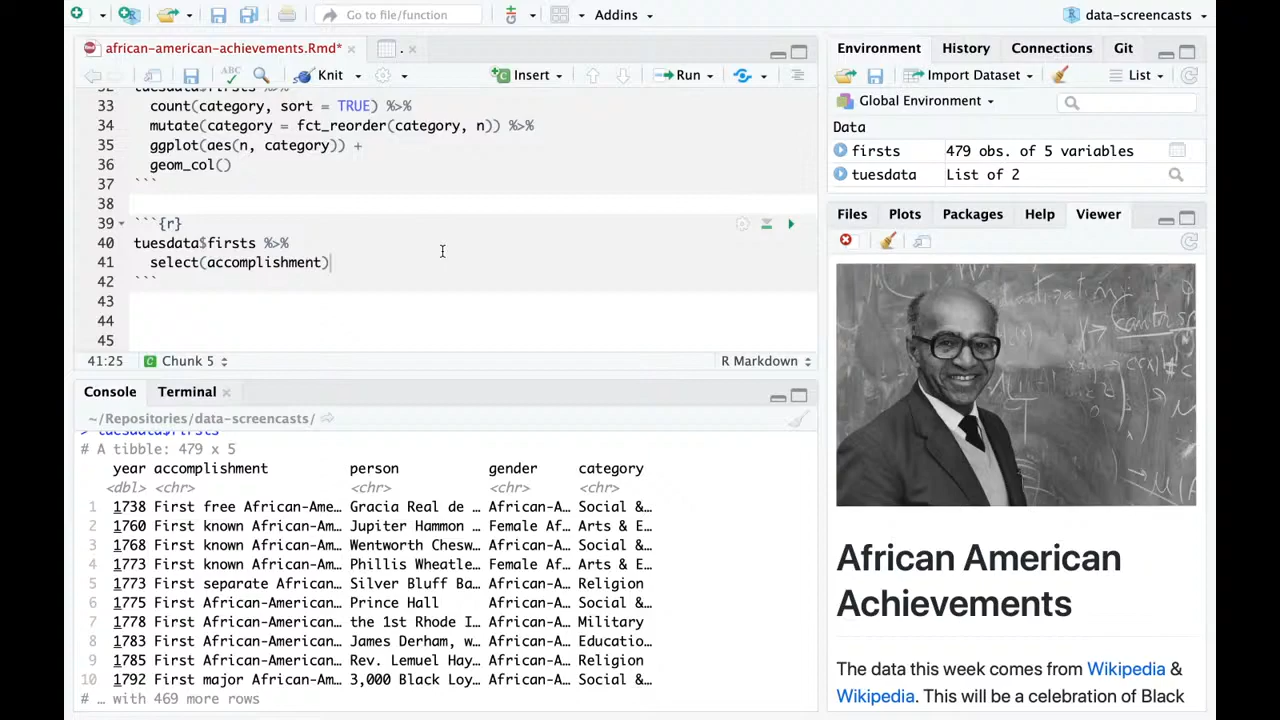 Go to file/function
Addins
data-screencasts
african-american-achievements.Rmd*
.
ABC
Knit
Insert
Run
32 tuesdata$firsts %>%
33 count(category, sort = TRUE) %>%
34 mutate(category = fct_reorder(category, n)) %>%
35 ggplot(aes(n, category)) +
36 geom_col()
37 ```
38
39 ```{r}
40 tuesdata$firsts %>%
41 select(accomplishment)
42 ```
43
44
45
41:25 Chunk 5 R Markdown
Console Terminal
~/Repositories/data-screencasts/
> tuesdata$firsts
# A tibble: 479 x 5
year accomplishment person gender category
<dbl> <chr> <chr> <chr> <chr>
1 1738 First free African-Ame… Gracia Real de … African-A… Social &…
2 1760 First known African-Am… Jupiter Hammon … Female Af… Arts & E…
3 1768 First known African-Am… Wentworth Chesw… African-A… Social &…
4 1773 First known African-Am… Phillis Wheatle… Female Af… Arts & E…
5 1773 First separate African… Silver Bluff Ba… African-A… Religion
6 1775 First African-American… Prince Hall African-A… Social &…
7 1778 First African-American… the 1st Rhode I… African-A… Military
8 1783 First African-American… James Derham, w… African-A… Educatio…
9 1785 First African-American… Rev. Lemuel Hay… African-A… Religion
10 1792 First major African-Am… 3,000 Black Loy… African-A… Social &…
# … with 469 more rows
Environment History Connections Git
Import Dataset List
Global Environment
Data
firsts 479 obs. of 5 variables
tuesdata List of 2
Files Plots Packages Help Viewer
African American
Achievements
The data this week comes from Wikipedia &
Wikipedia. This will be a celebration of Black